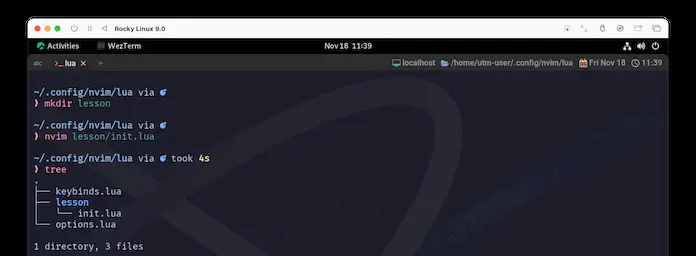 Rocky Linux 9.0
Activities WezTerm Nov 18 11:39
abc lua × + localhost /home/utm-user/.config/nvim/lua Fri Nov 18 11:39
~/.config/nvim/lua via
❯ mkdir lesson
~/.config/nvim/lua via
❯ nvim lesson/init.lua
~/.config/nvim/lua via took 4s
❯ tree
.
├── keybinds.lua
├── lesson
│   └── init.lua
└── options.lua
1 directory, 3 files